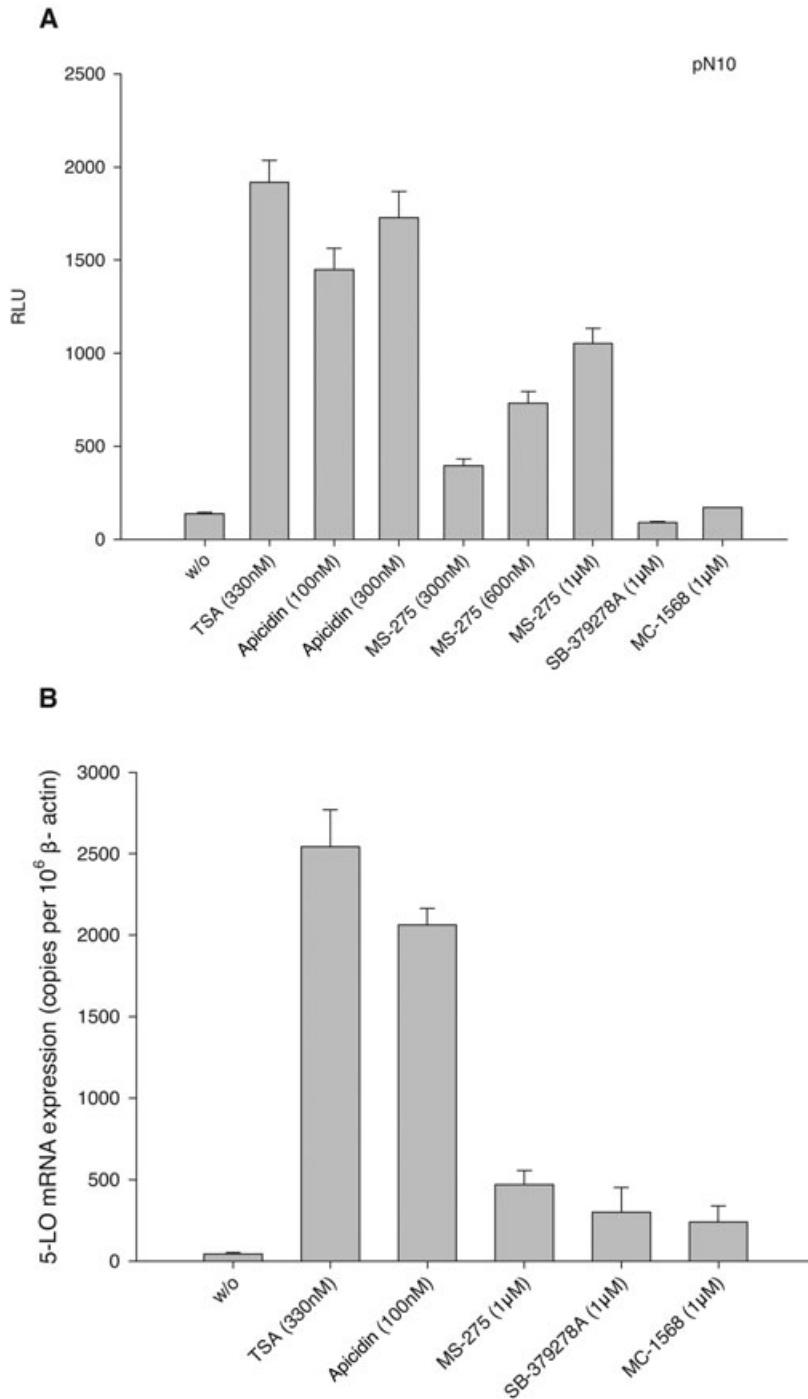 A
pN10
2500
2000
1500
1000
500
0
RLU
w/o
TSA (330nM)
Apicidin (100nM)
Apicidin (300nM)
MS-275 (300nM)
MS-275 (600nM)
MS-275 (1µM)
SB-379278A (1µM)
MC-1568 (1µM)
B
3000
2500
2000
1500
1000
500
0
5-LO mRNA expression (copies per 10⁶ β- actin)
w/o
TSA (330nM)
Apicidin (100nM)
MS-275 (1µM)
SB-379278A (1µM)
MC-1568 (1µM)